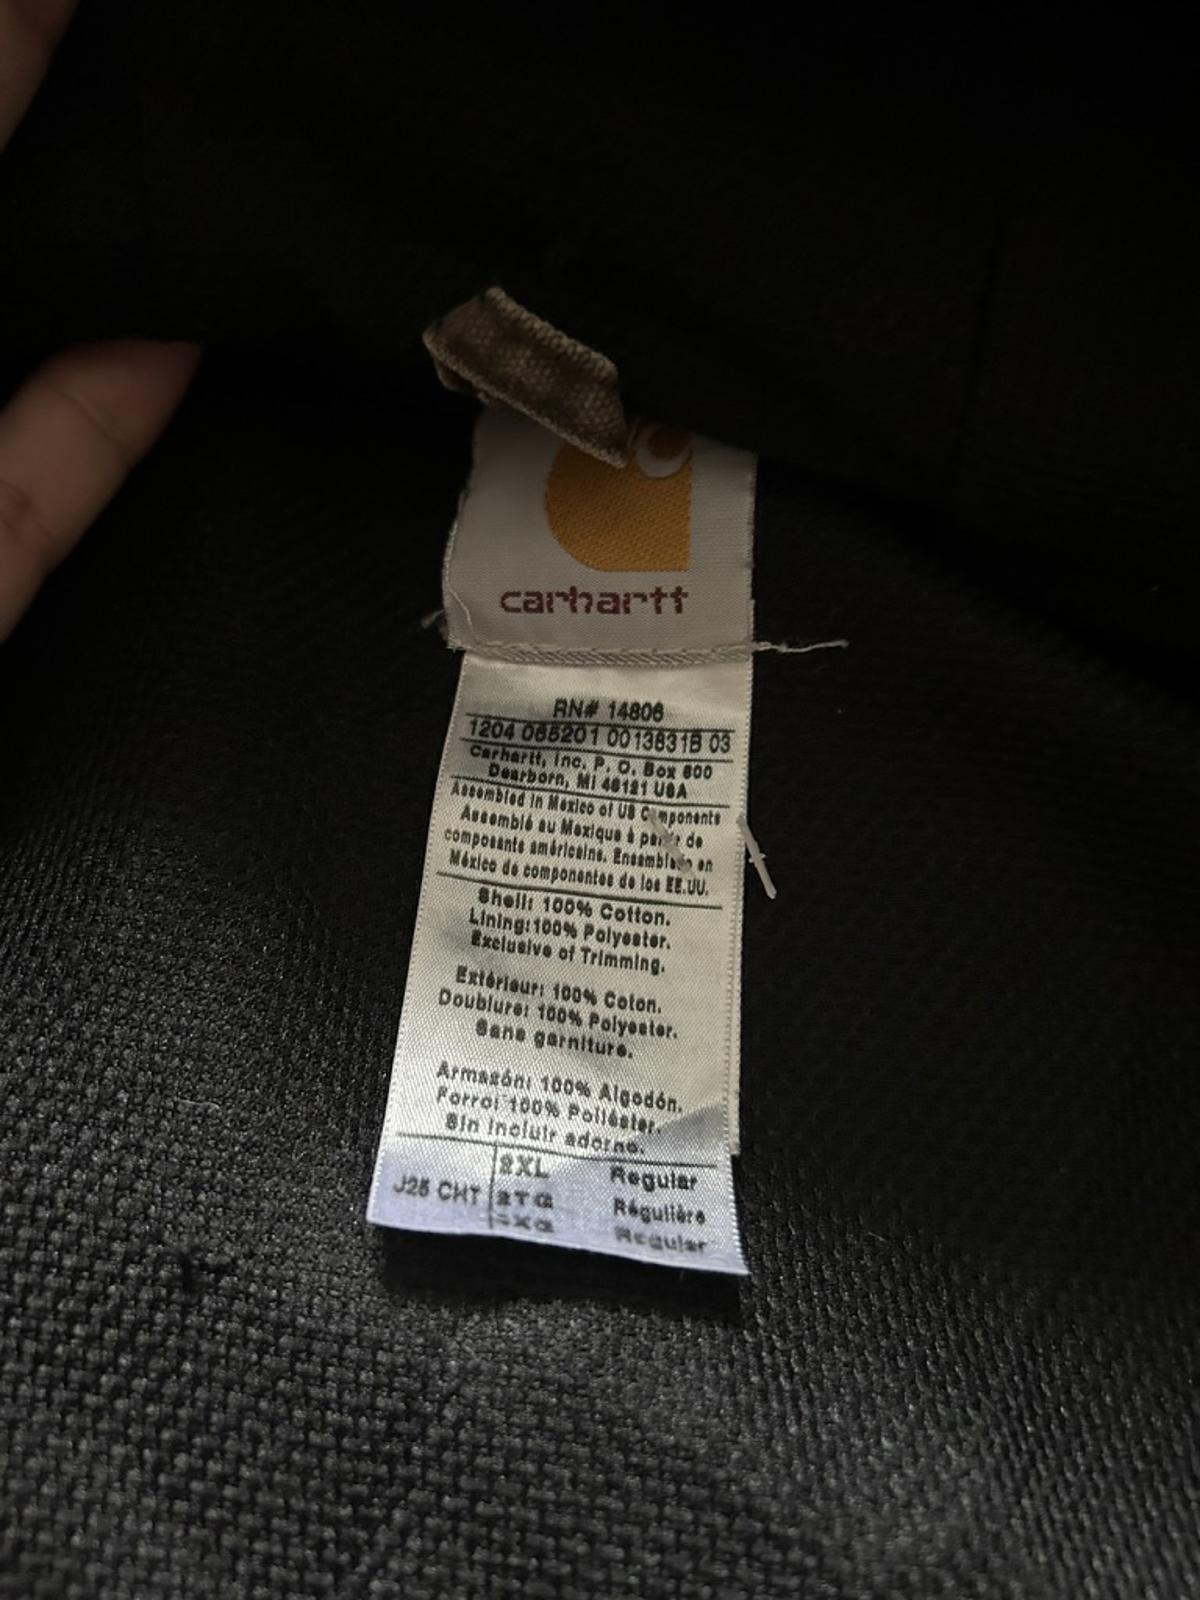 carhartt
RN# 14806
1204 065201 0013631B 03
Carhartt, Inc. P. O. Box 600
Dearborn, MI 48121 USA
Assembled in Mexico of US Components
Assemblé au Mexique à partir de
composants américains. Ensamblado en
México de componentes de los EE.UU.
Shell: 100% Cotton.
Lining:100% Polyester.
Exclusive of Trimming.
Extérieur: 100% Coton.
Doublure: 100% Polyester.
Sans garniture.
Armazón: 100% Algodón.
Forro: 100% Poliéster.
Sin incluir adorno.
2XL Regular
J25 CHT 2TG Régulière
2XG Regular